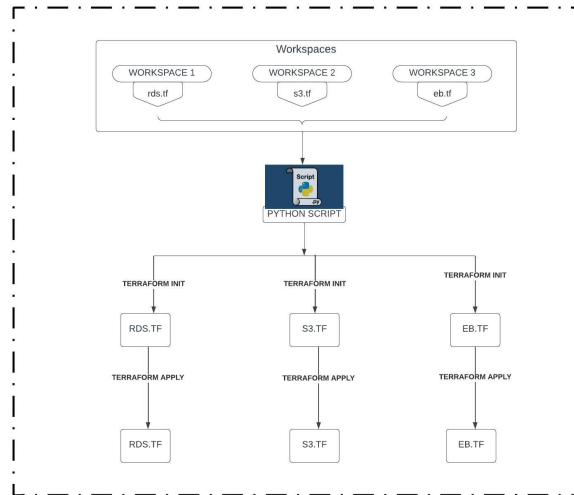 Workspaces
WORKSPACE 1
WORKSPACE 2
WORKSPACE 3
rds.tf
s3.tf
eb.tf
Script
.py
PYTHON SCRIPT
TERRAFORM INIT
TERRAFORM INIT
TERRAFORM INIT
RDS.TF
S3.TF
EB.TF
TERRAFORM APPLY
TERRAFORM APPLY
TERRAFORM APPLY
RDS.TF
S3.TF
EB.TF